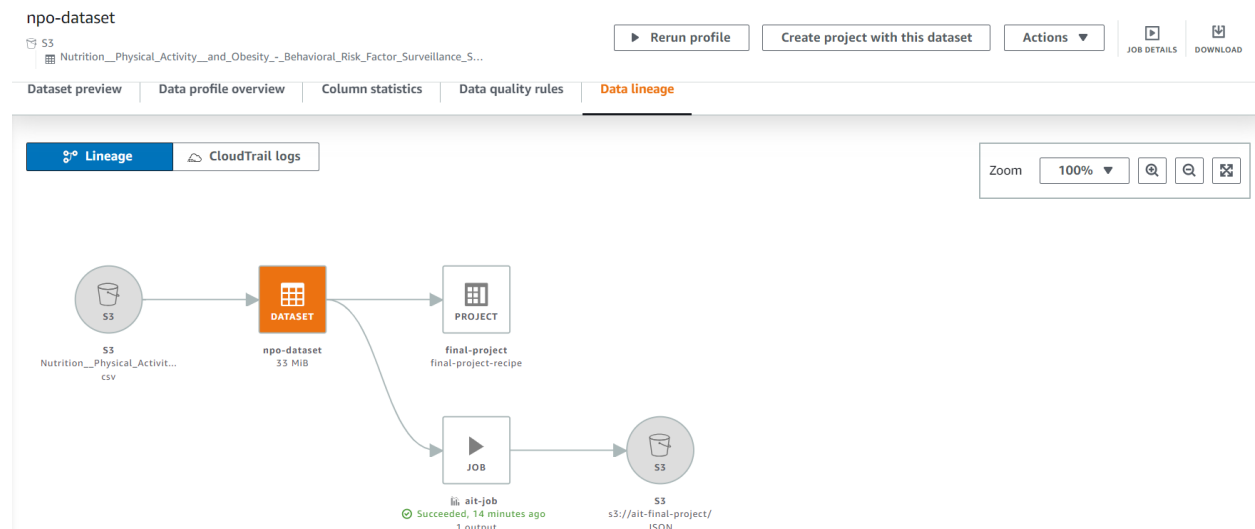 npo-dataset
S3
Nutrition__Physical_Activity__and_Obesity_-_Behavioral_Risk_Factor_Surveillance_S...
Rerun profile
Create project with this dataset
Actions
JOB DETAILS
DOWNLOAD
Dataset preview
Data profile overview
Column statistics
Data quality rules
Data lineage
Lineage
CloudTrail logs
Zoom
100%
S3
DATASET
PROJECT
S3
Nutrition__Physical_Activit...
csv
npo-dataset
33 MiB
final-project
final-project-recipe
JOB
S3
ait-job
Succeeded, 14 minutes ago
1 output
S3
s3://ait-final-project/
JSON